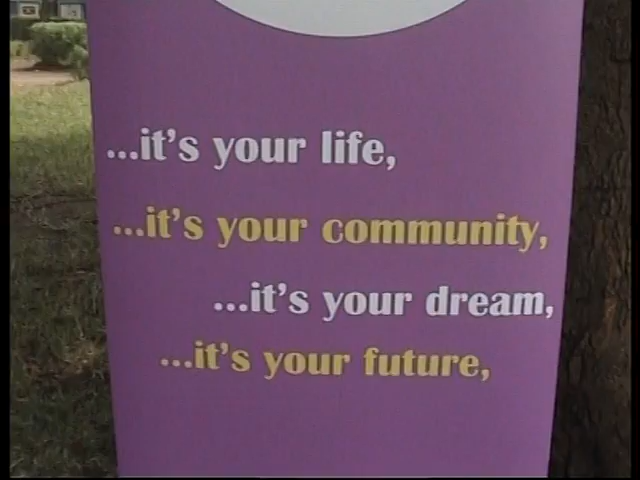 ...it's your life,
...it's your community,
...it's your dream,
...it's your future,